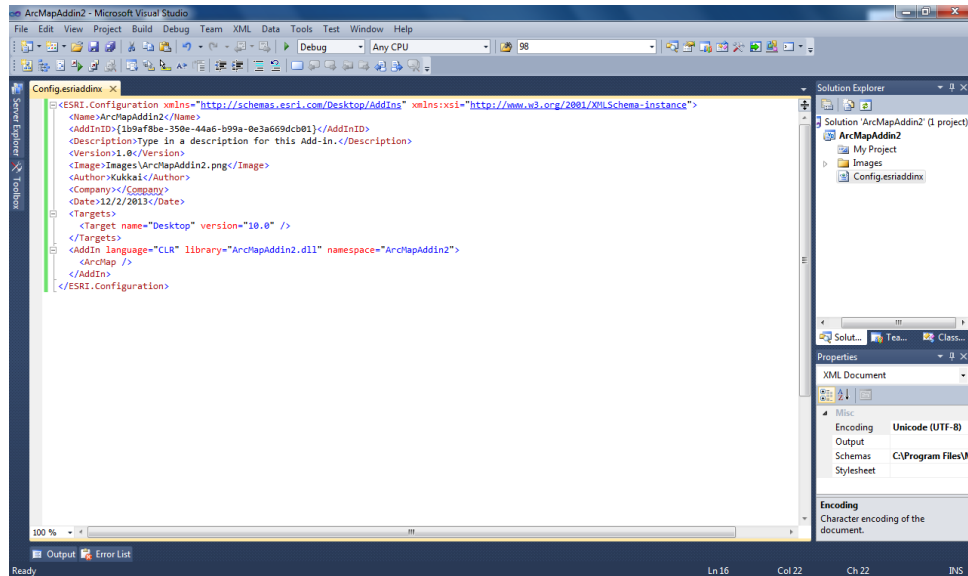 ArcMapAddin2 - Microsoft Visual Studio
File Edit View Project Build Debug Team XML Data Tools Test Window Help
Debug Any CPU 98
Config.esriaddinx
<ESRI.Configuration xmlns="http://schemas.esri.com/Desktop/AddIns" xmlns:xsi="http://www.w3.org/2001/XMLSchema-instance">
<Name>ArcMapAddin2</Name>
<AddInID>{1b9af8be-350e-44a6-b99a-0e3a669dcb01}</AddInID>
<Description>Type in a description for this Add-in.</Description>
<Version>1.0</Version>
<Image>Images\ArcMapAddin2.png</Image>
<Author>Kukkai</Author>
<Company></Company>
<Date>12/2/2013</Date>
<Targets>
<Target name="Desktop" version="10.0" />
</Targets>
<AddIn language="CLR" library="ArcMapAddin2.dll" namespace="ArcMapAddin2">
<ArcMap />
</AddIn>
</ESRI.Configuration>
Server Explorer
Toolbox
Solution Explorer
Solution 'ArcMapAddin2' (1 project)
ArcMapAddin2
My Project
Images
Config.esriaddinx
Solut... Tea... Class...
Properties
XML Document
Misc
Encoding Unicode (UTF-8)
Output
Schemas C:\Program Files\
Stylesheet
Encoding
Character encoding of the
document.
100 %
Output Error List
Ready Ln 16 Col 22 Ch 22 INS